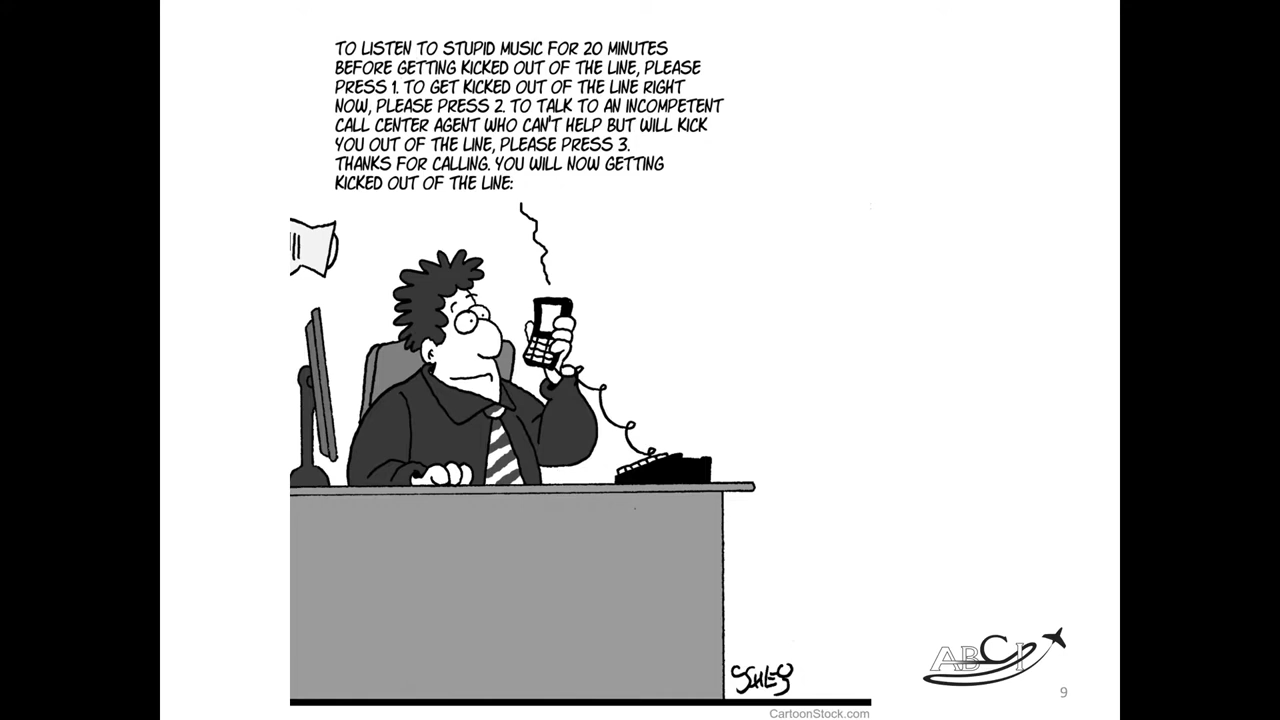 TO LISTEN TO STUPID MUSIC FOR 20 MINUTES
BEFORE GETTING KICKED OUT OF THE LINE, PLEASE
PRESS 1. TO GET KICKED OUT OF THE LINE RIGHT
NOW, PLEASE PRESS 2. TO TALK TO AN INCOMPETENT
CALL CENTER AGENT WHO CAN'T HELP BUT WILL KICK
YOU OUT OF THE LINE, PLEASE PRESS 3.
THANKS FOR CALLING. YOU WILL NOW GETTING
KICKED OUT OF THE LINE:
SCHLEY
CartoonStock.com
ABCI
9